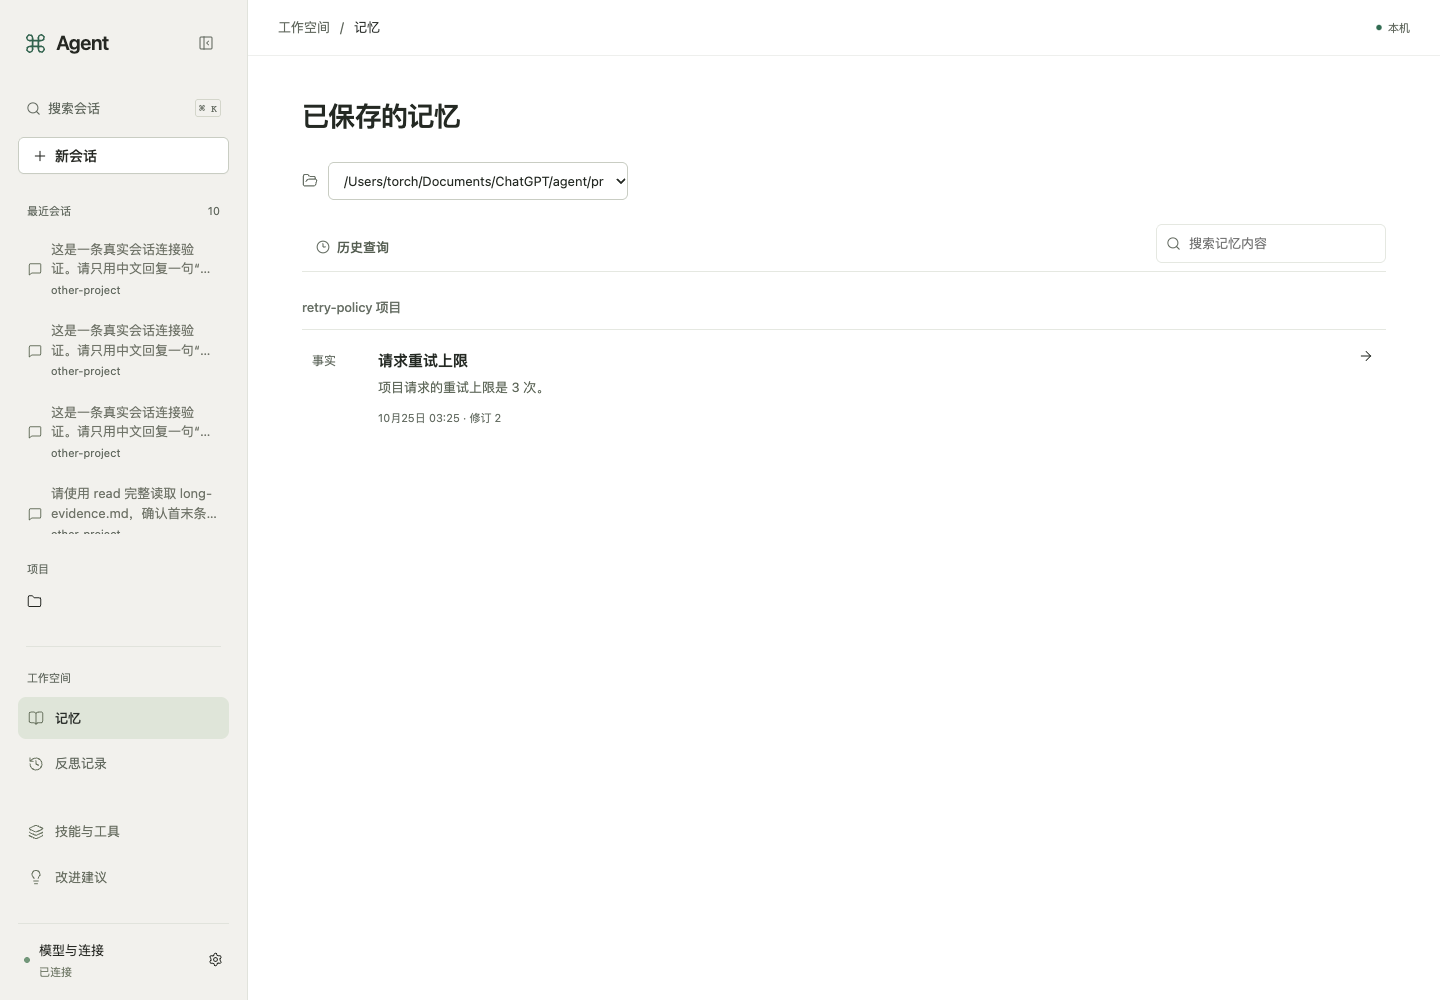 Agent
搜索会话
⌘ K
新会话
最近会话
10
这是一条真实会话连接验
证。请只用中文回复一句“...
other-project
这是一条真实会话连接验
证。请只用中文回复一句“...
other-project
这是一条真实会话连接验
证。请只用中文回复一句“...
other-project
请使用 read 完整读取 long-
evidence.md，确认首末条...
other-project
项目
工作空间
记忆
反思记录
技能与工具
改进建议
模型与连接
已连接
工作空间 / 记忆
本机
已保存的记忆
/Users/torch/Documents/ChatGPT/agent/pr
历史查询
搜索记忆内容
retry-policy 项目
事实
请求重试上限
项目请求的重试上限是 3 次。
10月25日 03:25 · 修订 2